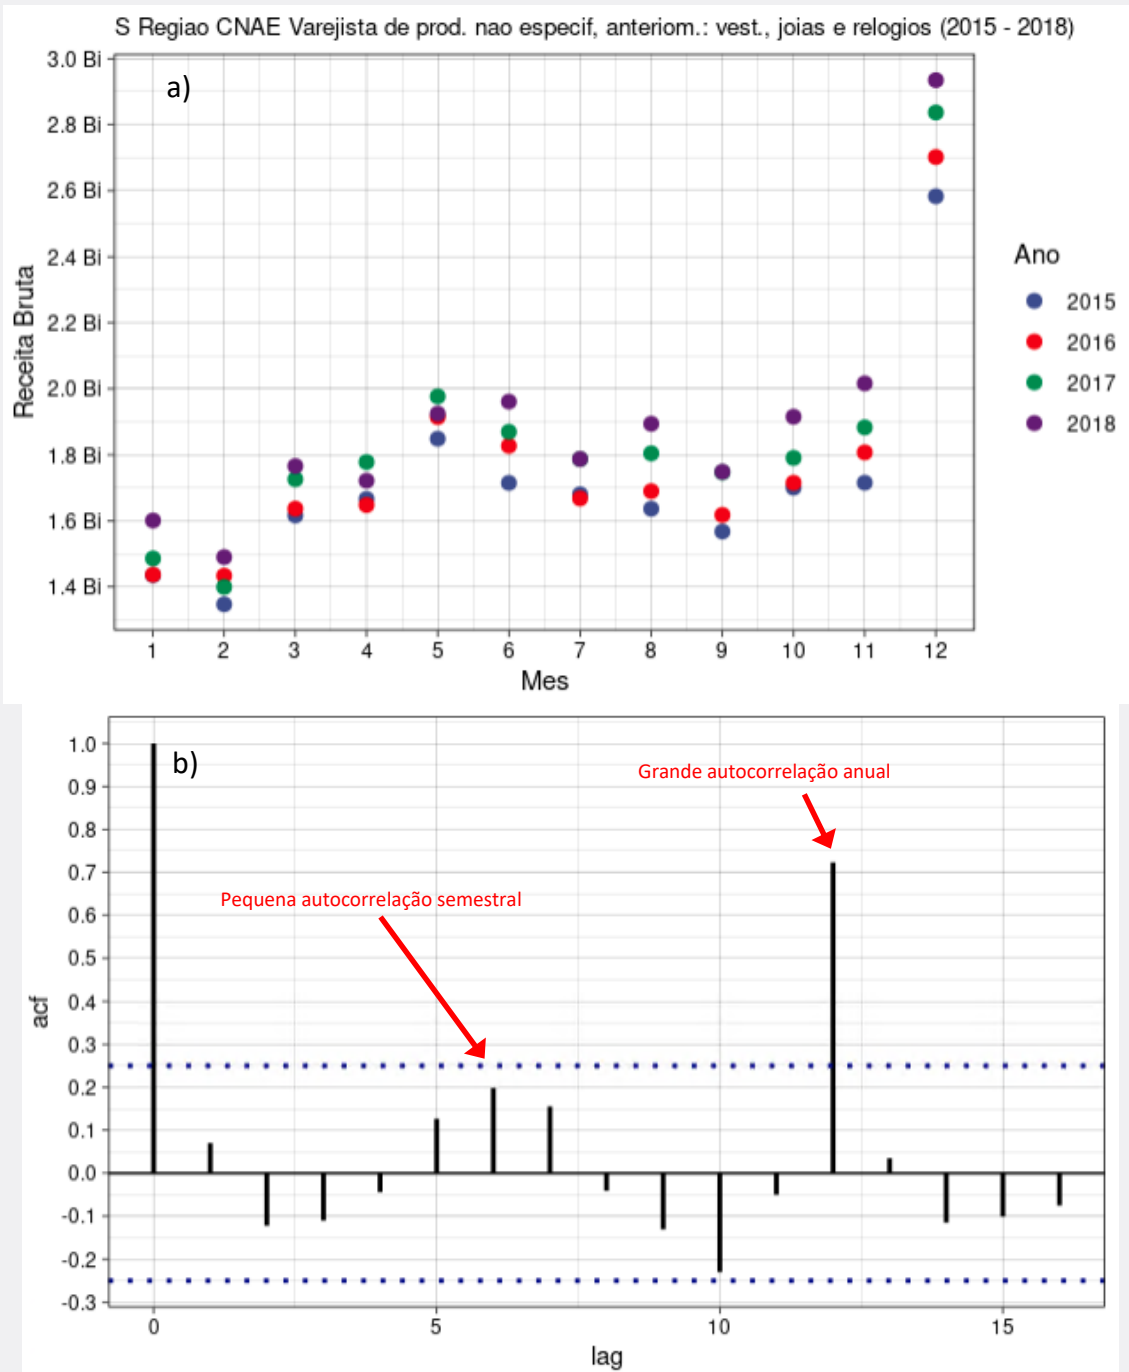 S Regiao CNAE Varejista de prod. nao especif, anteriom.: vest., joias e relogios (2015 - 2018)
a)
3.0 Bi
2.8 Bi
2.6 Bi
2.4 Bi
2.2 Bi
2.0 Bi
1.8 Bi
1.6 Bi
1.4 Bi
Receita Bruta
1 2 3 4 5 6 7 8 9 10 11 12
Mes
Ano
2015
2016
2017
2018
b)
Grande autocorrelação anual
Pequena autocorrelação semestral
1.0
0.9
0.8
0.7
0.6
0.5
0.4
0.3
0.2
0.1
0.0
-0.1
-0.2
-0.3
acf
0 5 10 15
lag